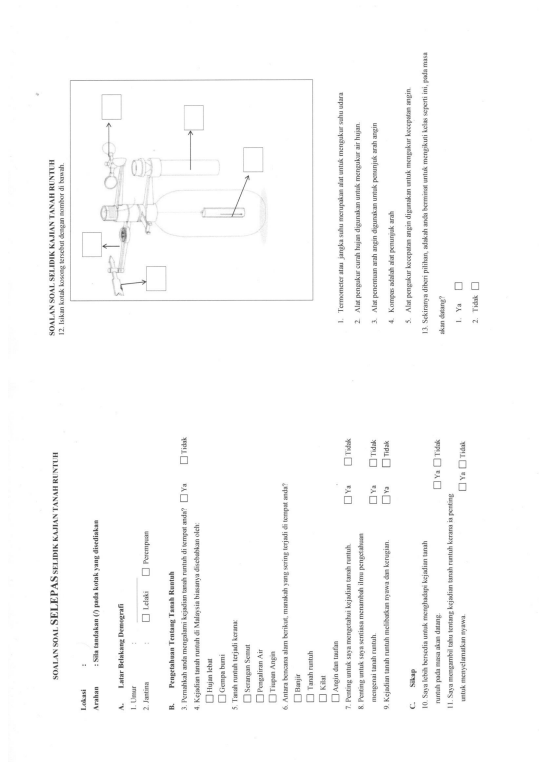 SOALAN SOAL SELEPAS SELIDIK KAJIAN TANAH RUNTUH
Lokasi :
Arahan : Sila tandakan (/) pada kotak yang disediakan
A. Latar Belakang Demografi
1. Umur :
2. Jantina : Lelaki Perempuan
B. Pengetahuan Tentang Tanah Runtuh
3. Pernahkah anda mengalami kejadian tanah runtuh di tempat anda? Ya Tidak
4. Kejadian tanah runtuh di Malaysia biasanya disebabkan oleh:
Hujan lebat
Gempa bumi
5. Tanah runtuh terjadi kerana:
Serangan Semut
Pengaliran Air
Tiupan Angin
6. Antara bencana alam berikut, manakah yang sering terjadi di tempat anda?
Banjir
Tanah runtuh
Kilat
Angin dan taufan
7. Penting untuk saya mengetahui kejadian tanah runtuh. Ya Tidak
8. Penting untuk saya sentiasa menambah ilmu pengetahuan
mengenai tanah runtuh. Ya Tidak
9. Kejadian tanah runtuh melibatkan nyawa dan kerugian. Ya Tidak
C. Sikap
10. Saya lebih bersedia untuk menghadapi kejadian tanah
runtuh pada masa akan datang. Ya Tidak
11. Saya mengambil tahu tentang kejadian tanah runtuh kerana ia penting
untuk menyelamatkan nyawa. Ya Tidak
SOALAN SOAL SELIDIK KAJIAN TANAH RUNTUH
12. Isikan kotak kosong tersebut dengan nombor di bawah.
1. Termometer atau jangka suhu merupakan alat untuk mengukur suhu udara
2. Alat pengukur curah hujan digunakan untuk mengukur air hujan.
3. Alat penentuan arah angin digunakan untuk penunjuk arah angin
4. Kompas adalah alat penunjuk arah
5. Alat pengukur kecepatan angin digunakan untuk mengukur kecepatan angin.
13. Sekiranya diberi pilihan, adakah anda berminat untuk mengikuti kelas seperti ini, pada masa
akan datang?
1. Ya
2. Tidak